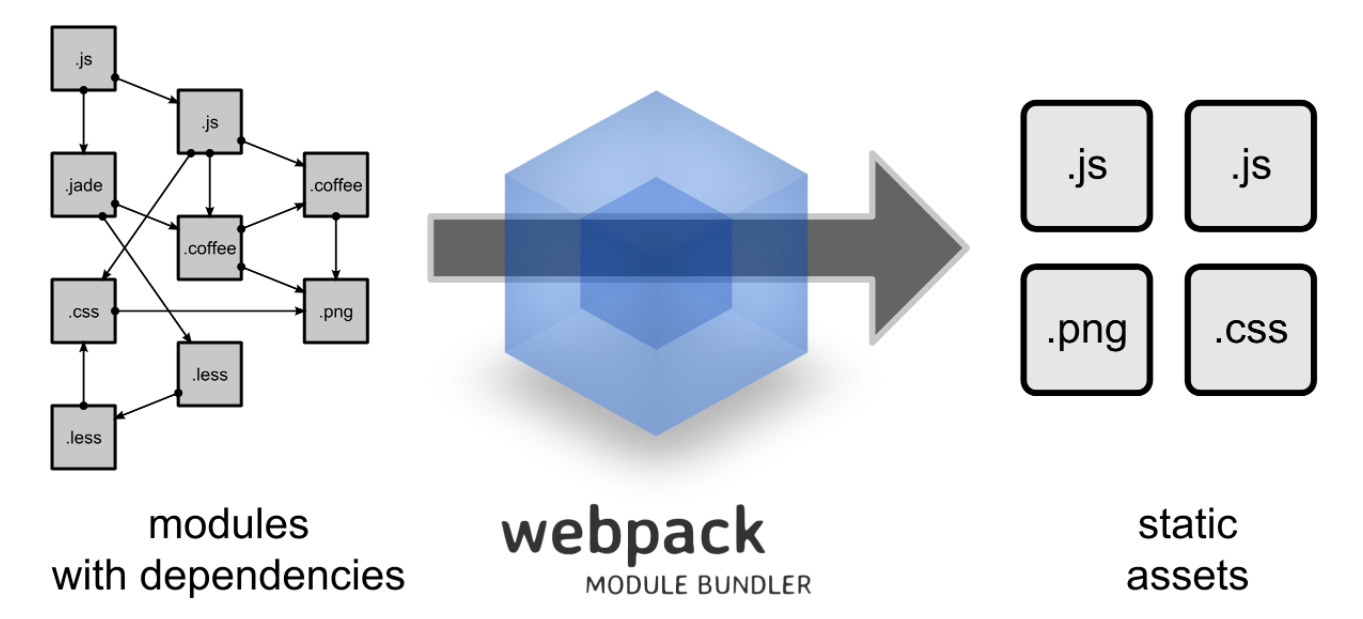 .js
.js
.jade
.coffee
.coffee
.css
.png
.less
.less
modules
with dependencies
webpack
MODULE BUNDLER
.js
.js
.png
.css
static
assets